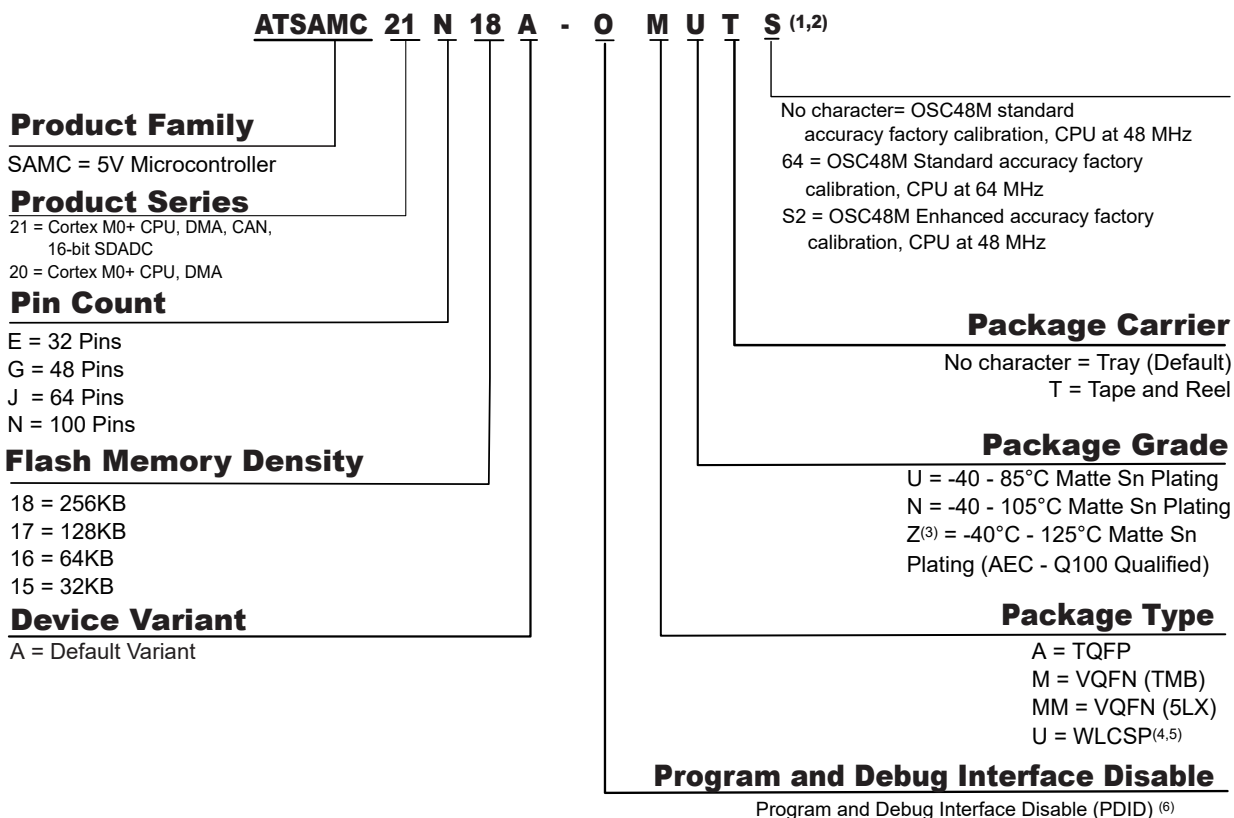 ATSAMC 21 N 18 A - O M U T S (1,2)
Product Family
SAMC = 5V Microcontroller
Product Series
21 = Cortex M0+ CPU, DMA, CAN,
16-bit SDADC
20 = Cortex M0+ CPU, DMA
Pin Count
E = 32 Pins
G = 48 Pins
J = 64 Pins
N = 100 Pins
Flash Memory Density
18 = 256KB
17 = 128KB
16 = 64KB
15 = 32KB
Device Variant
A = Default Variant
No character= OSC48M standard
accuracy factory calibration, CPU at 48 MHz
64 = OSC48M Standard accuracy factory
calibration, CPU at 64 MHz
S2 = OSC48M Enhanced accuracy factory
calibration, CPU at 48 MHz
Package Carrier
No character = Tray (Default)
T = Tape and Reel
Package Grade
U = -40 - 85°C Matte Sn Plating
N = -40 - 105°C Matte Sn Plating
Z(3) = -40°C - 125°C Matte Sn
Plating (AEC - Q100 Qualified)
Package Type
A = TQFP
M = VQFN (TMB)
MM = VQFN (5LX)
U = WLCSP(4,5)
Program and Debug Interface Disable
Program and Debug Interface Disable (PDID) (6)